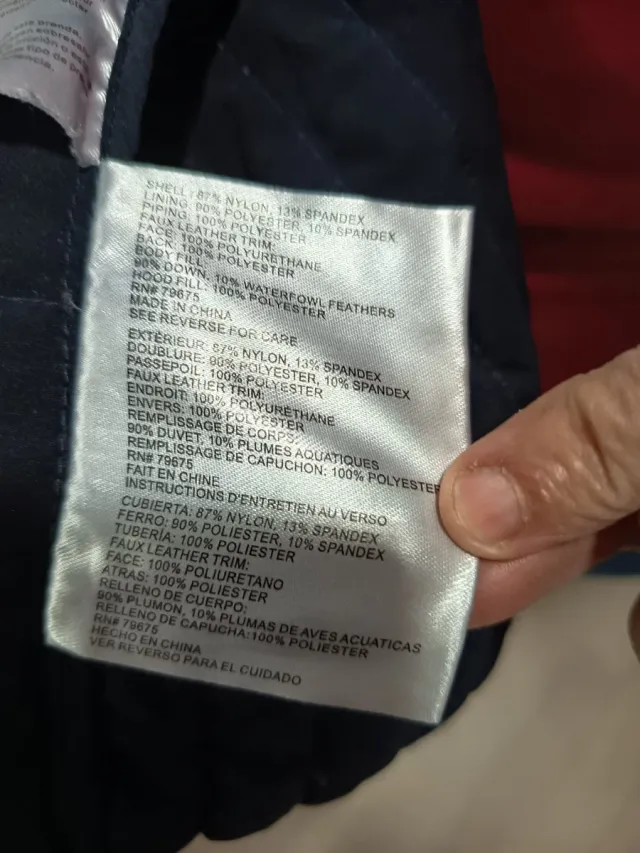 este prenda.
SHELL: 87% NYLON, 13% SPANDEX
LINING: 90% POLYESTER, 10% SPANDEX
PIPING: 100% POLYESTER
FAUX LEATHER TRIM:
FACE: 100% POLYURETHANE
BACK: 100% POLYESTER
BODY FILL
90% DOWN, 10% WATERFOWL FEATHERS
HOOD FILL: 100% POLYESTER
RN# 79675
MADE IN CHINA
SEE REVERSE FOR CARE
EXTÉRIEUR: 87% NYLON, 13% SPANDEX
DOUBLURE: 90% POLYESTER, 10% SPANDEX
PASSEPOIL: 100% POLYESTER
FAUX LEATHER TRIM:
ENDROIT: 100% POLYURÉTHANE
ENVERS: 100% POLYESTER
REMPLISSAGE DE CORPS:
90% DUVET, 10% PLUMES AQUATIQUES
REMPLISSAGE DE CAPUCHON: 100% POLYESTER
RN# 79675
FAIT EN CHINE
INSTRUCTIONS D'ENTRETIEN AU VERSO
CUBIERTA: 87% NYLON, 13% SPANDEX
FERRO: 90% POLIESTER, 10% SPANDEX
TUBERÍA: 100% POLIESTER
FAUX LEATHER TRIM:
FACE: 100% POLIURETANO
ATRAS: 100% POLIESTER
RELLENO DE CUERPO:
90% PLUMON, 10% PLUMAS DE AVES ACUATICAS
RELLENO DE CAPUCHA:100% POLIESTER
RN# 79675
HECHO EN CHINA
VER REVERSO PARA EL CUIDADO